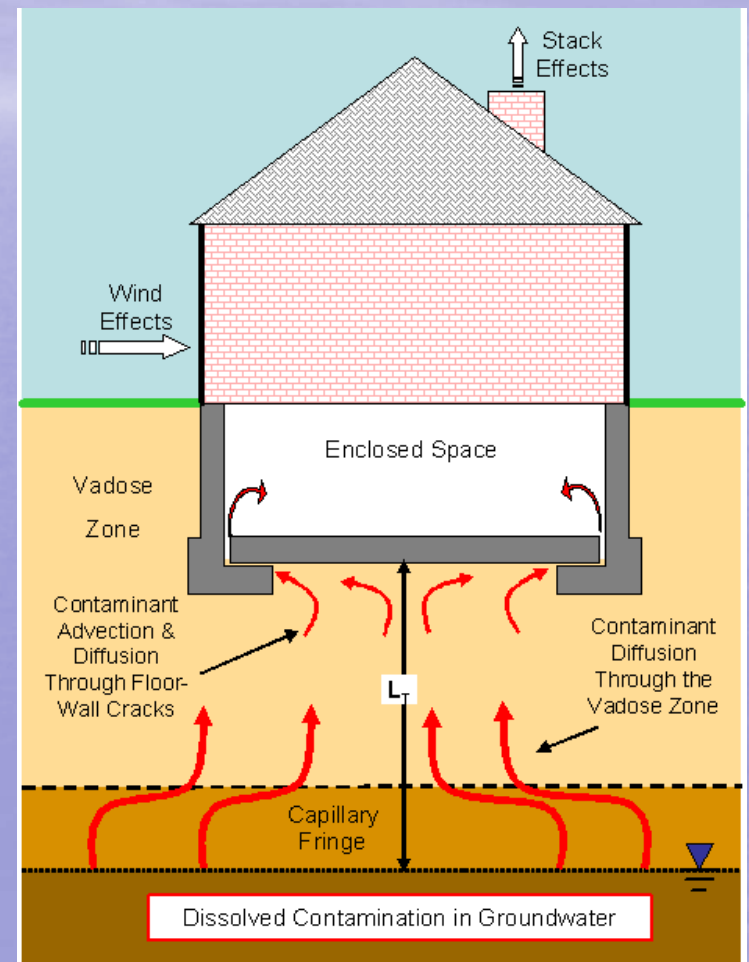 Stack
Effects
Wind
Effects
Enclosed Space
Vadose
Zone
Contaminant
Advection &
Diffusion
Through Floor-
Wall Cracks
Contaminant
Diffusion
Through the
Vadose Zone
LT
Capillary
Fringe
Dissolved Contamination in Groundwater